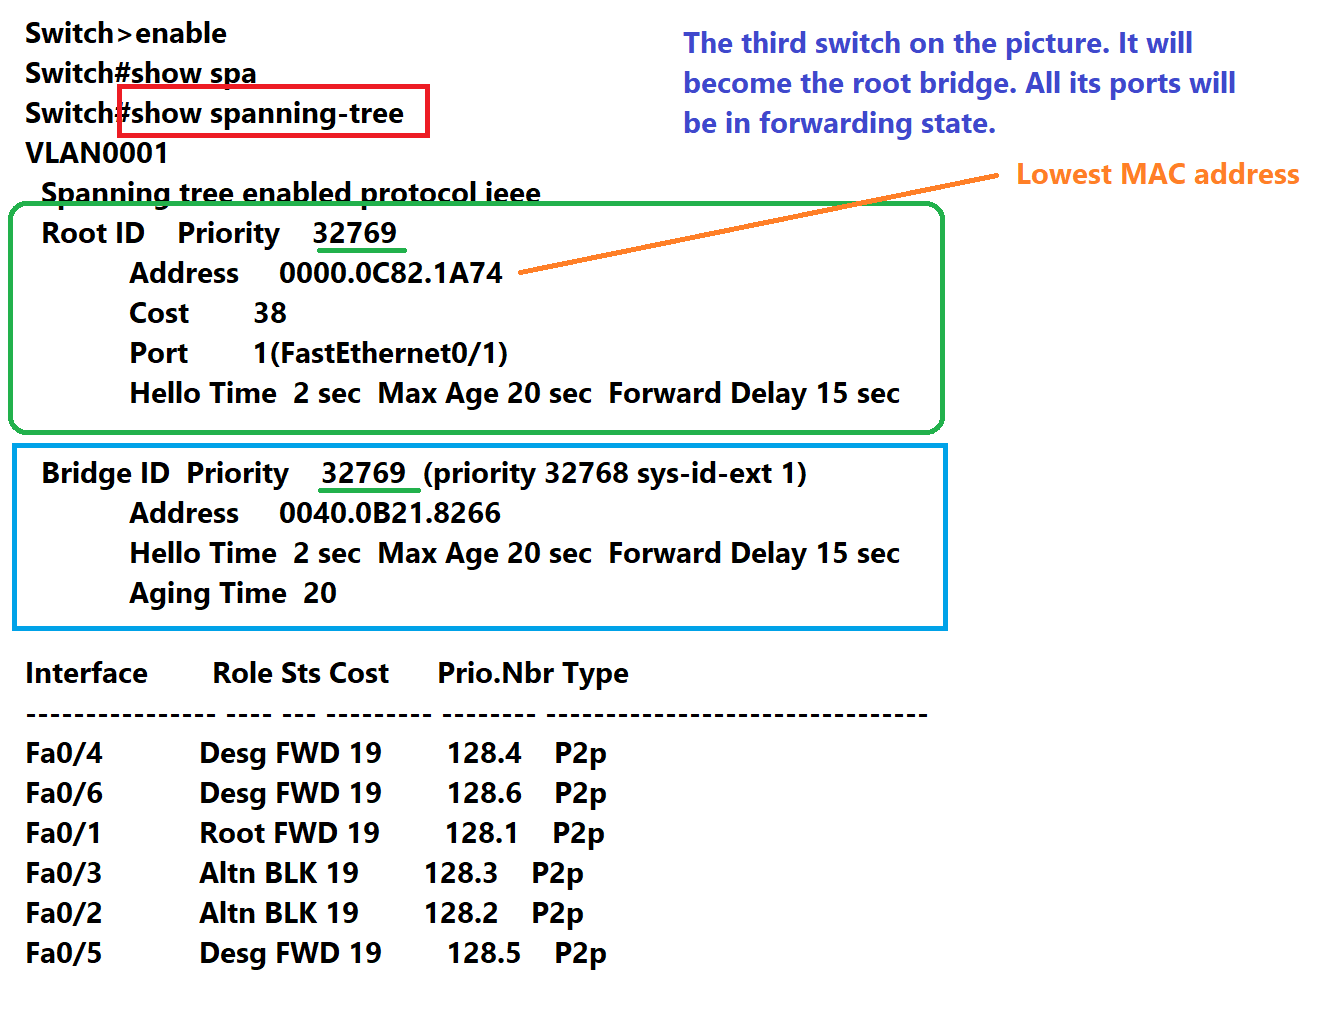 Switch>enable
Switch#show spa
Switch#show spanning-tree
VLAN0001
Spanning tree enabled protocol ieee
Root ID Priority 32769
Address 0000.0C82.1A74
Cost 38
Port 1(FastEthernet0/1)
Hello Time 2 sec Max Age 20 sec Forward Delay 15 sec
Bridge ID Priority 32769 (priority 32768 sys-id-ext 1)
Address 0040.0B21.8266
Hello Time 2 sec Max Age 20 sec Forward Delay 15 sec
Aging Time 20
Interface Role Sts Cost Prio.Nbr Type
---------------- ---- --- --------- -------- --------------------------------
Fa0/4 Desg FWD 19 128.4 P2p
Fa0/6 Desg FWD 19 128.6 P2p
Fa0/1 Root FWD 19 128.1 P2p
Fa0/3 Altn BLK 19 128.3 P2p
Fa0/2 Altn BLK 19 128.2 P2p
Fa0/5 Desg FWD 19 128.5 P2p
The third switch on the picture. It will
become the root bridge. All its ports will
be in forwarding state.
Lowest MAC address